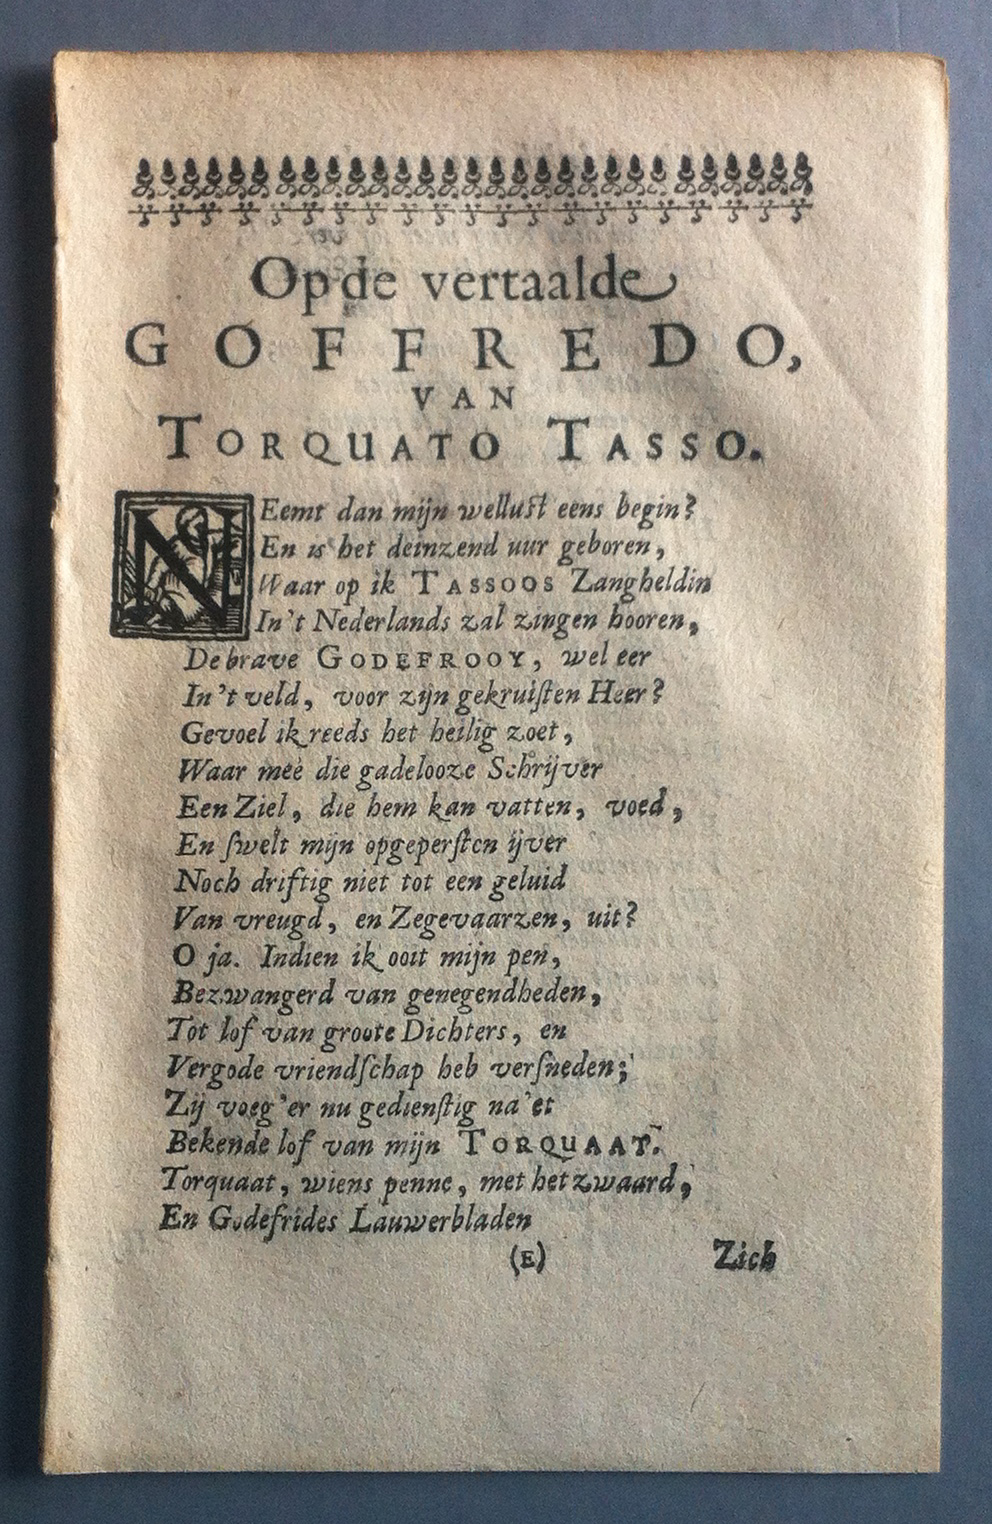 Op de vertaalde
GOFFREDO,
VAN
TORQUATO TASSO.
NEemt dan mijn wellust eens begin?
En is het deinzend uur geboren,
Waar op ik TASSOOS Zangheldin
In't Nederlands zal zingen hooren,
De brave GODEFROOY, wel eer
In't veld, voor zijn gekruiſten Heer?
Gevoel ik reeds het heilig zoet,
Waar meê die gadelooze Schrijver
Een Ziel, die hem kan vatten, voed,
En ſwelt mijn opgeperſten ijver
Noch driftig niet tot een geluid
Van vreugd, en Zegevaarzen, uit?
O ja. Indien ik ooit mijn pen,
Bezwangerd van genegendheden,
Tot lof van groote Dichters, en
Vergode vriendſchap heb verſneden;
Zij voeg'er nu gedienſtig na 'et
Bekende lof van mijn TORQUAAT.
Torquaat, wiens penne, met het zwaard,
En Godefrides Lauwerbladen
(E) Zich